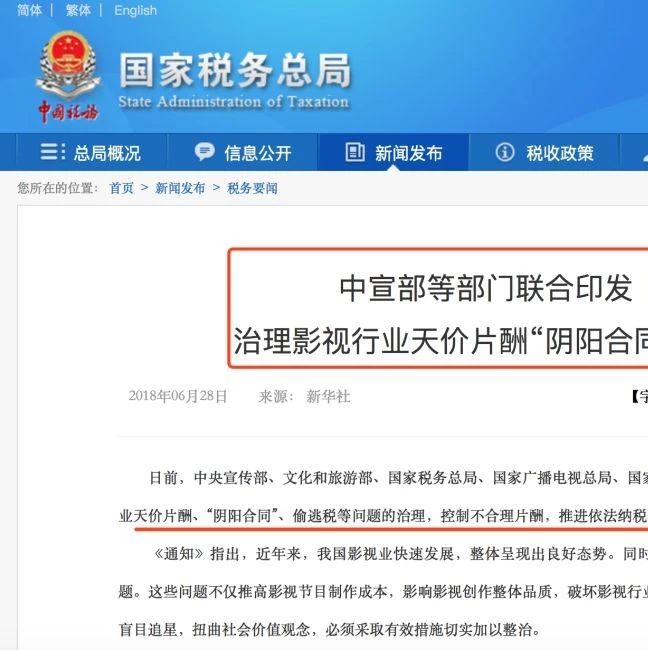 简体 | 繁体 | English
国家税务总局
State Administration of Taxation
中国税务
总局概况 信息公开 新闻发布 税收政策
您所在的位置： 首页 > 新闻发布 > 税务要闻
中宣部等部门联合印发
治理影视行业天价片酬“阴阳合同
2018年06月28日 来源： 新华社 【字
日前，中央宣传部、文化和旅游部、国家税务总局、国家广播电视总局、国家
业天价片酬、“阴阳合同”、偷逃税等问题的治理，控制不合理片酬，推进依法纳税
《通知》指出，近年来，我国影视业快速发展，整体呈现出良好态势。同时
题。这些问题不仅推高影视节目制作成本，影响影视创作整体品质，破坏影视行业
盲目追星，扭曲社会价值观念，必须采取有效措施切实加以整治。